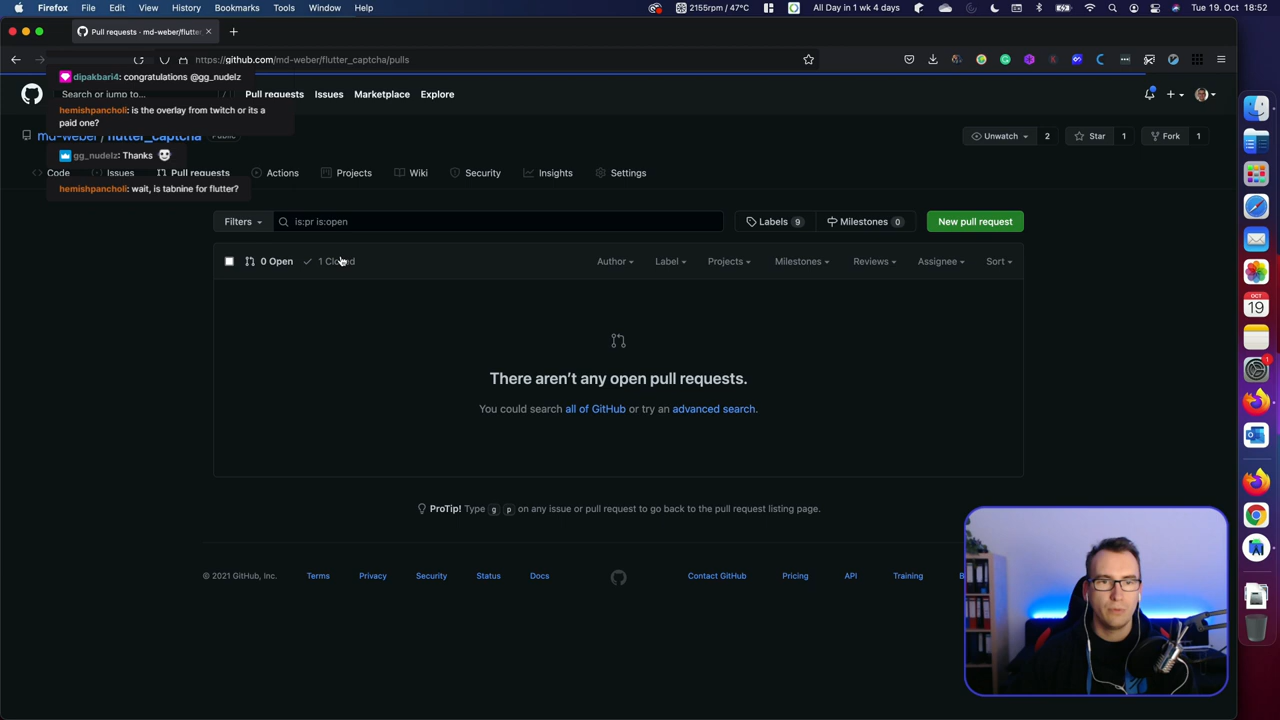 Firefox File Edit View History Bookmarks Tools Window Help
2155rpm / 47°C All Day in 1 wk 4 days Tue 19. Oct 18:52
Pull requests · md-weber/flutter
https://github.com/md-weber/flutter_captcha/pulls
dipakbari4: congratulations @gg_nudelz
Search or jump to... /
Pull requests Issues Marketplace Explore
hemishpancholi: is the overlay from twitch or its a
paid one?
md-weber / flutter_captcha Public
Unwatch 2 Star 1 Fork 1
gg_nudelz: Thanks
Code Issues Pull requests Actions Projects Wiki Security Insights Settings
hemishpancholi: wait, is tabnine for flutter?
Filters is:pr is:open Labels 9 Milestones 0 New pull request
0 Open 1 Closed Author Label Projects Milestones Reviews Assignee Sort
There aren't any open pull requests.
You could search all of GitHub or try an advanced search.
ProTip! Type g p on any issue or pull request to go back to the pull request listing page.
© 2021 GitHub, Inc. Terms Privacy Security Status Docs Contact GitHub Pricing API Training
OCT
19
1